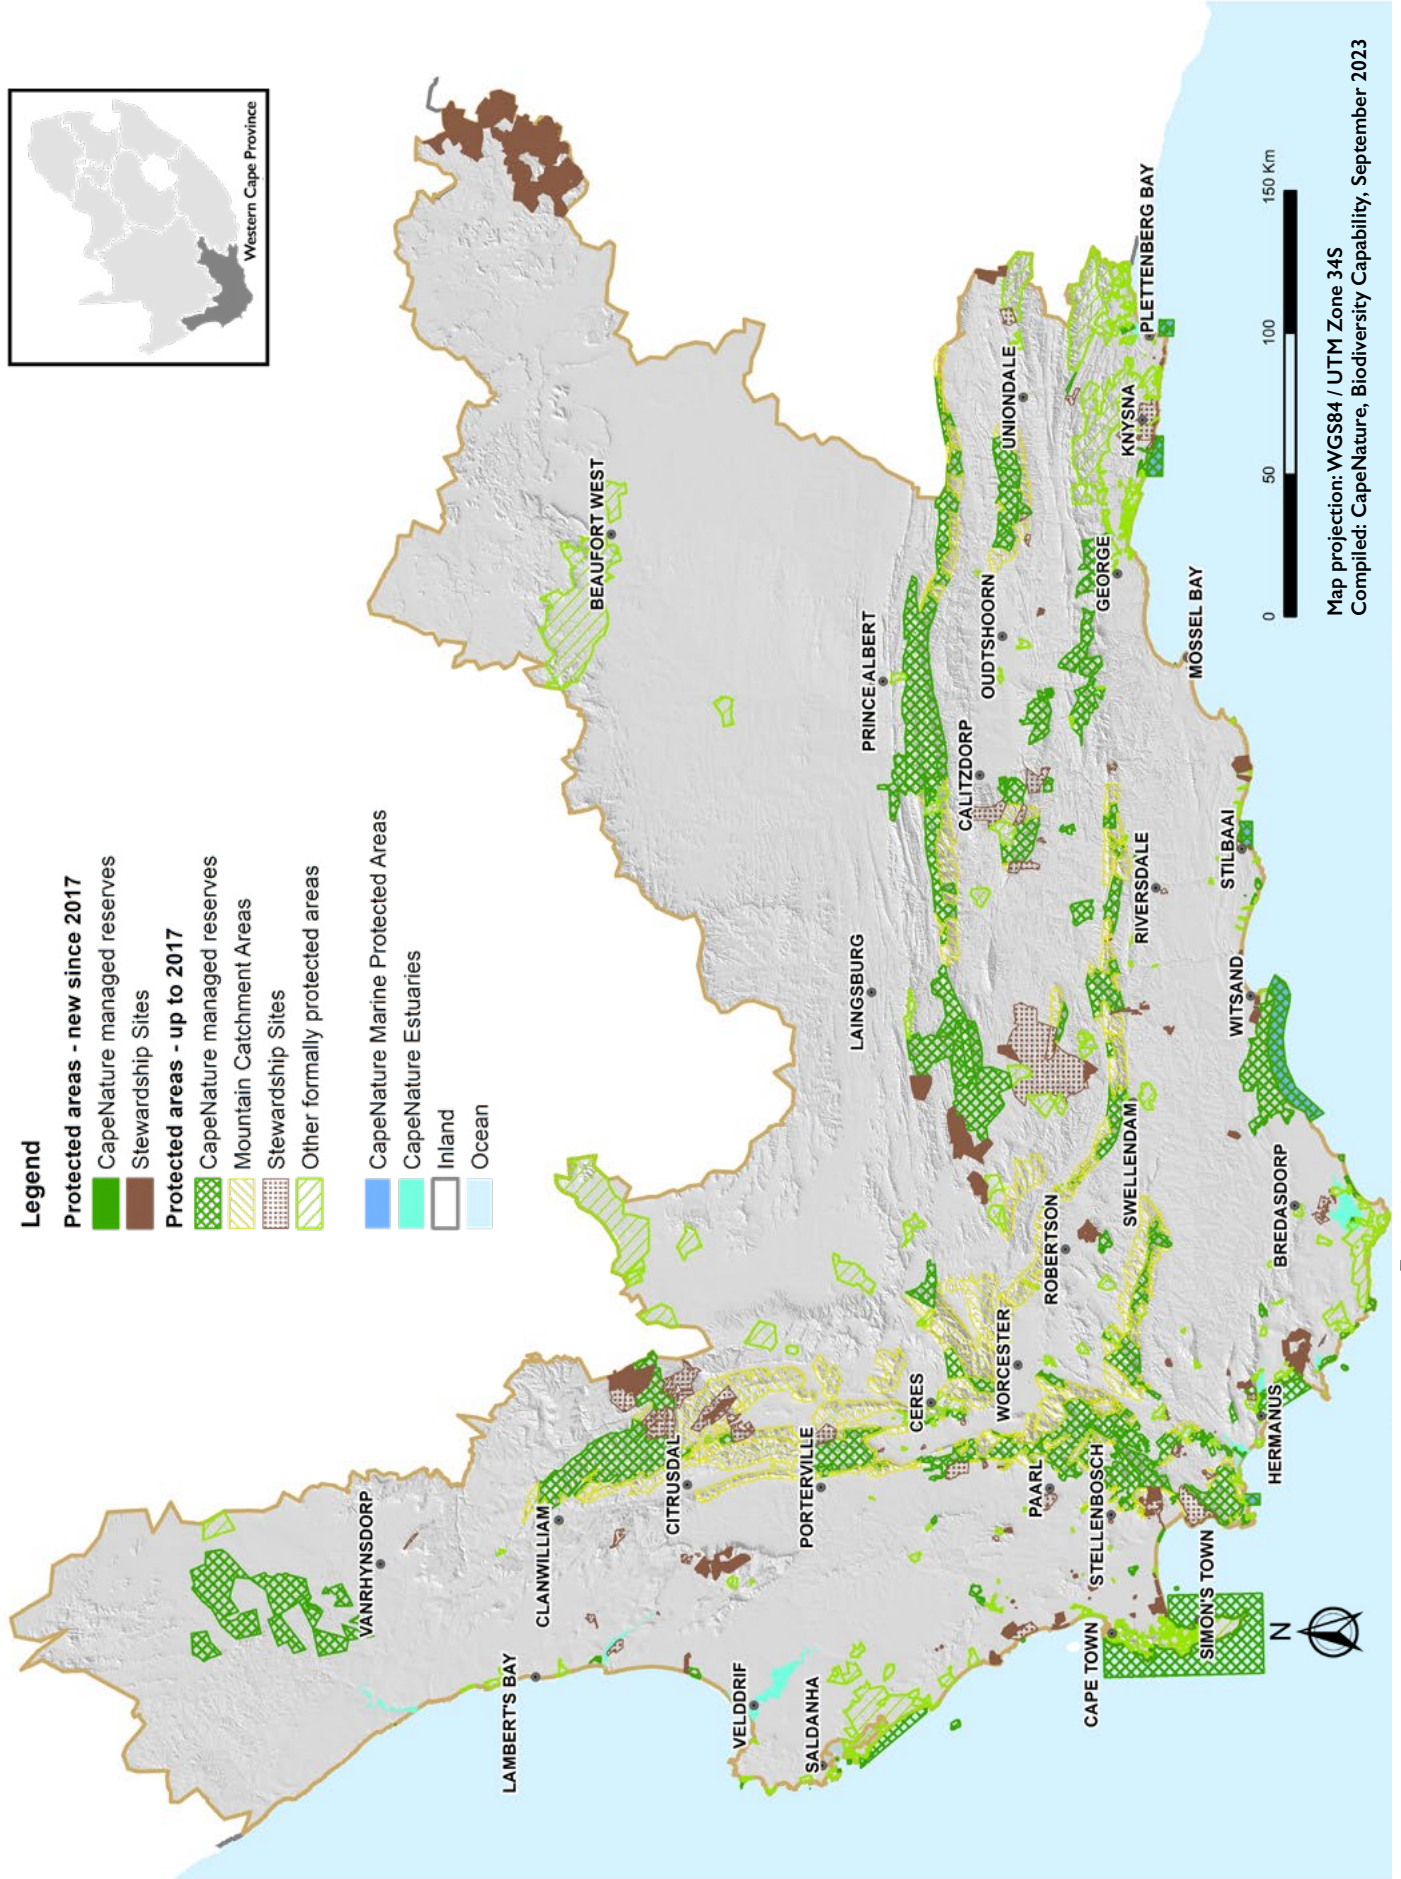 Legend
Protected areas - new since 2017
CapeNature managed reserves
Stewardship Sites
Protected areas - up to 2017
CapeNature managed reserves
Mountain Catchment Areas
Stewardship Sites
Other formally protected areas
CapeNature Marine Protected Areas
CapeNature Estuaries
Inland
Ocean
Western Cape Province
VANRHYNSDORP
LAMBERT'S BAY
CLANWILLIAM
BEAUFORT WEST
CITRUSDAL
VELDDRIF
SALDANHA
PORTERVILLE
LAINGSBURG
PRINCE ALBERT
CERES
CALITZDORP
OUDTSHOORN
UNIONDALE
WORCESTER
PAARL
ROBERTSON
CAPE TOWN
STELLENBOSCH
SWELLENDAM
RIVERSDALE
GEORGE
KNYSNA
PLETTENBERG BAY
SIMON'S TOWN
MOSSEL BAY
HERMANUS
BREDASDORP
WITSAND
STILBAAI
N
0
50
100
150 Km
Map projection: WGS84 / UTM Zone 34S
Compiled: CapeNature, Biodiversity Capability, September 2023